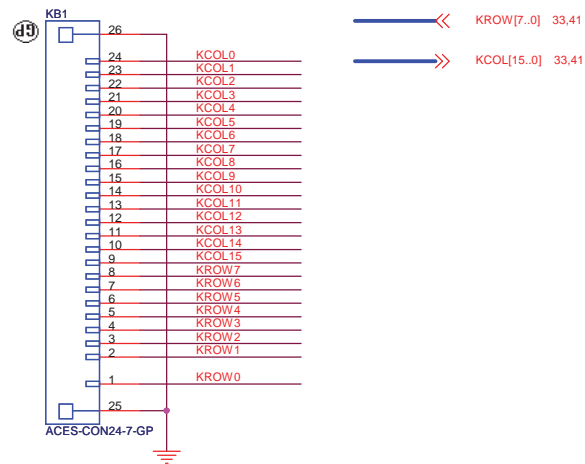 KB1
GP
26
24 KCOL0
23 KCOL1
22 KCOL2
21 KCOL3
20 KCOL4
19 KCOL5
18 KCOL6
17 KCOL7
16 KCOL8
15 KCOL9
14 KCOL10
13 KCOL11
12 KCOL12
11 KCOL13
10 KCOL14
9 KCOL15
8 KROW7
7 KROW6
6 KROW5
5 KROW4
4 KROW3
3 KROW2
2 KROW1
1 KROW0
25
ACES-CON24-7-GP
KROW[7..0] 33,41
KCOL[15..0] 33,41